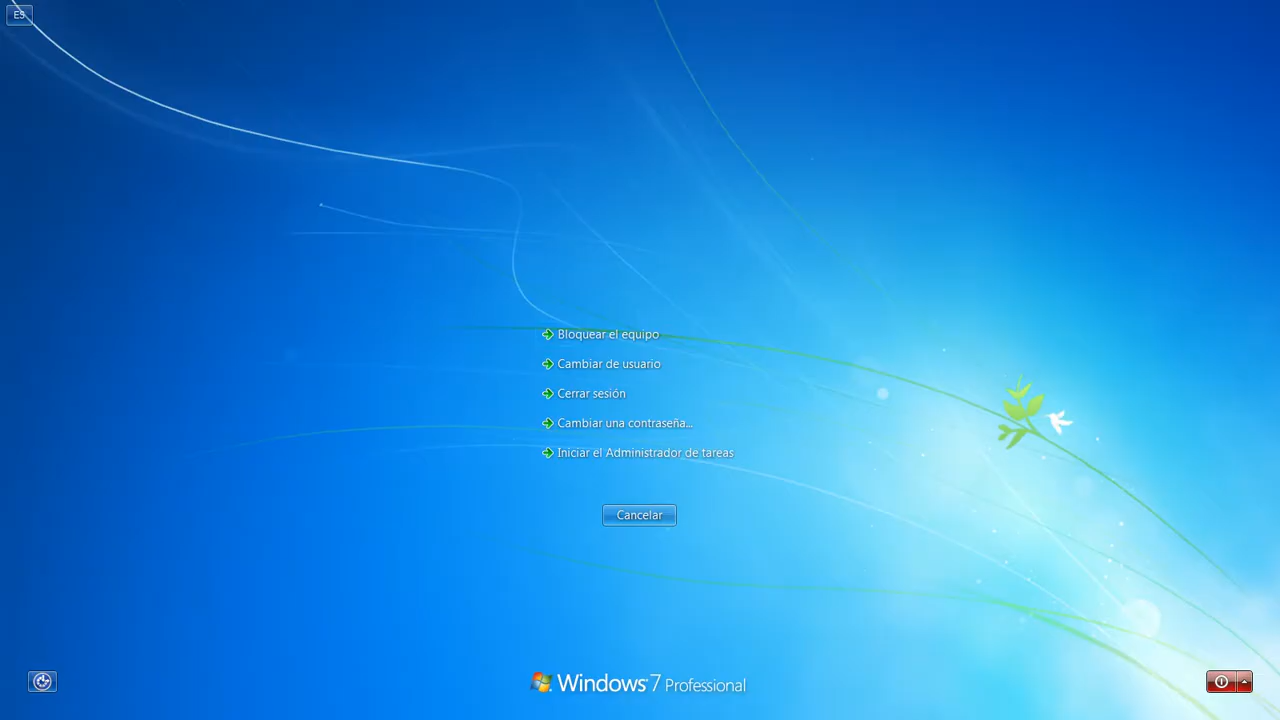 ES
Bloquear el equipo
Cambiar de usuario
Cerrar sesión
Cambiar una contraseña...
Iniciar el Administrador de tareas
Cancelar
Windows 7 Professional